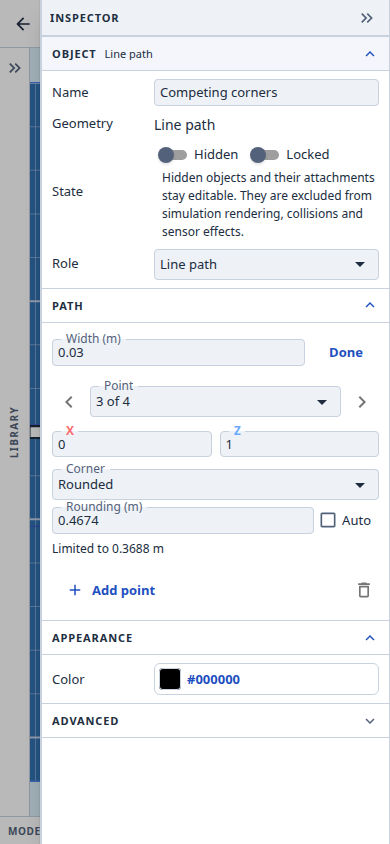 INSPECTOR
OBJECT Line path
Name Competing corners
Geometry Line path
Hidden Locked
State
Hidden objects and their attachments
stay editable. They are excluded from
simulation rendering, collisions and
sensor effects.
Role Line path
PATH
Width (m)
0.03 Done
Point
3 of 4
X Z
0 1
Corner
Rounded
Rounding (m)
0.4674 Auto
Limited to 0.3688 m
Add point
APPEARANCE
Color #000000
ADVANCED
LIBRARY
MODE